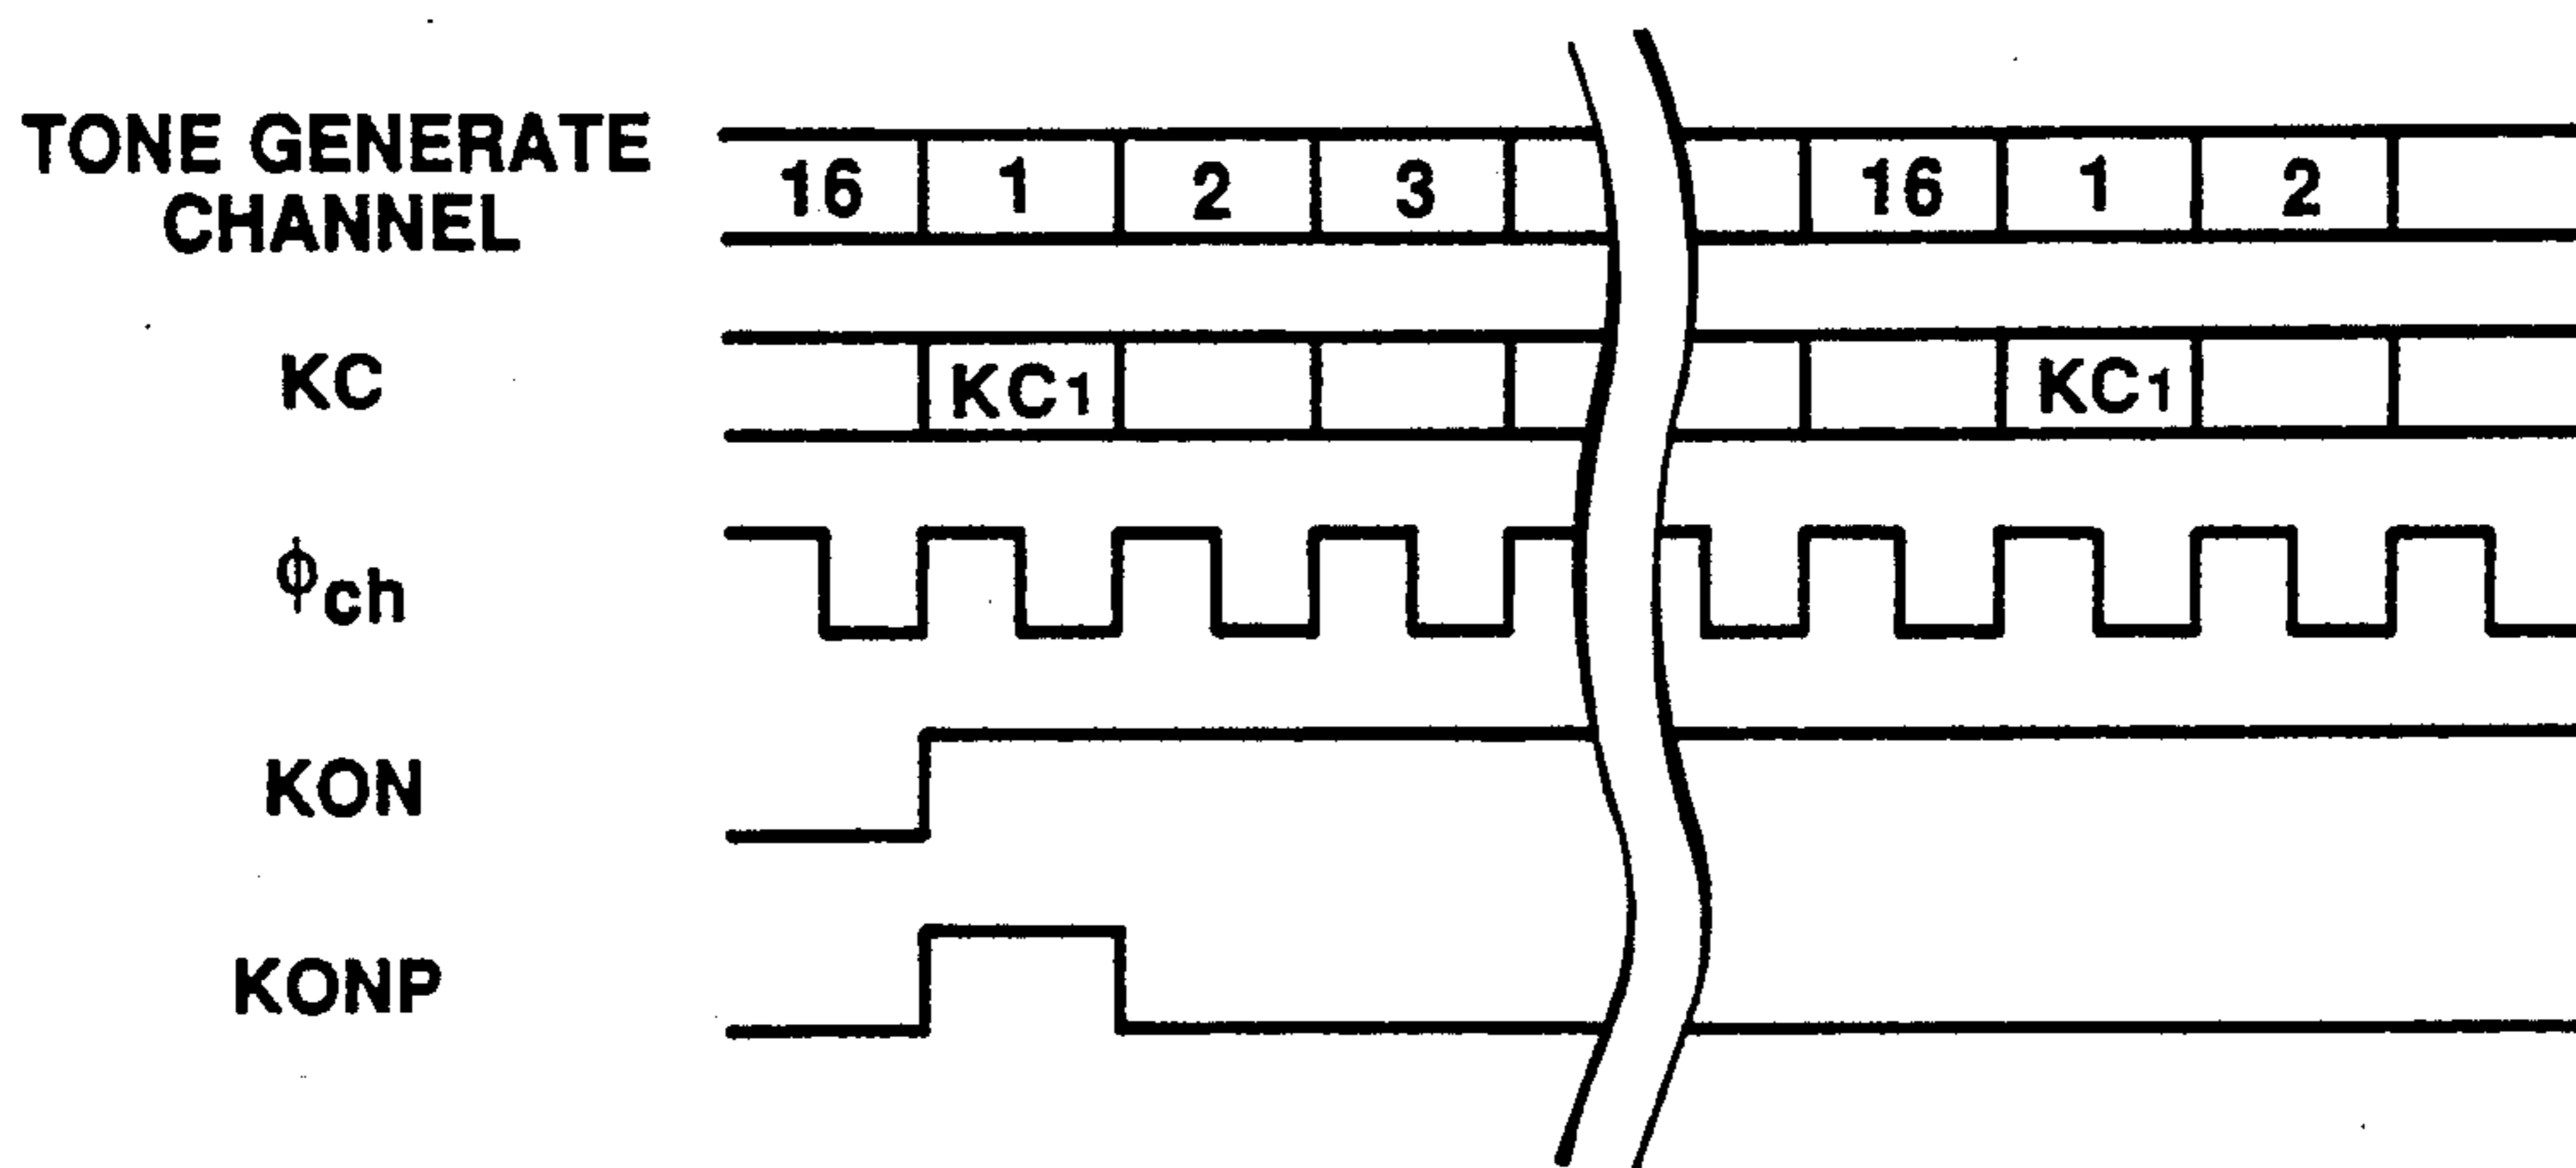 TONE GENERATE
CHANNEL
16 1 2 3 16 1 2
KC
KC1 KC1
ϕch
KON
KONP